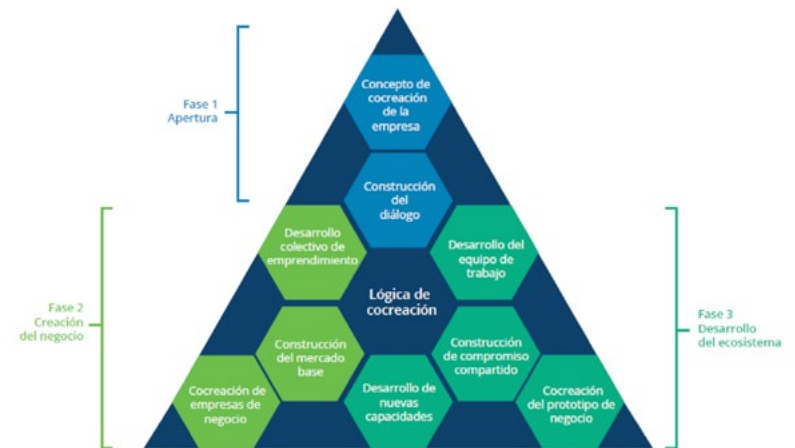 Concepto de
cocreación
de la
empresa
Fase 1
Apertura
Construcción
del
diálogo
Desarrollo
colectivo de
emprendimiento
Desarrollo del
equipo de
trabajo
Lógica de
cocreación
Fase 2
Creación
del negocio
Fase 3
Desarrollo
del ecosistema
Construcción
del mercado
base
Construcción
de compromiso
compartido
Cocreación de
empresas de
negocio
Desarrollo de
nuevas
capacidades
Cocreación
del prototipo de
negocio